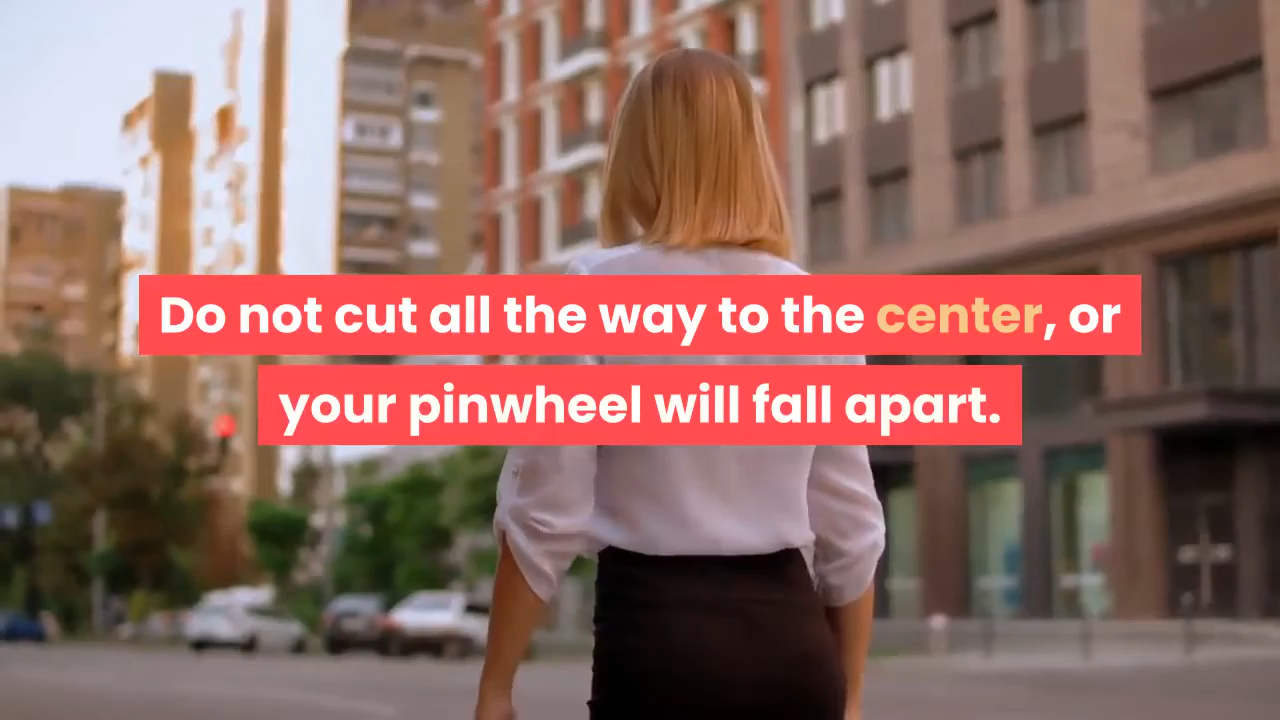 Do not cut all the way to the center, or
your pinwheel will fall apart.